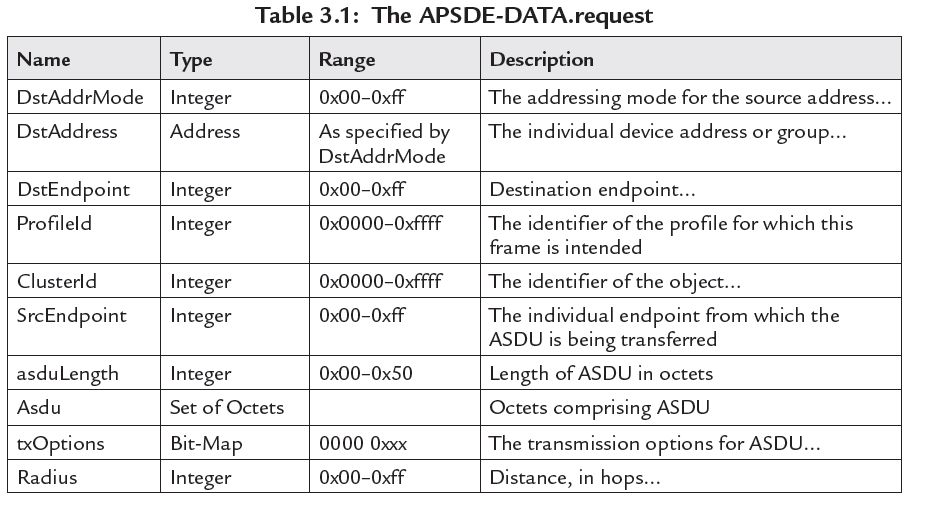 Table 3.1: The APSDE-DATA.request
Name Type Range Description
DstAddrMode Integer 0x00–0xff The addressing mode for the source address...
DstAddress Address As specified by The individual device address or group...
DstAddrMode
DstEndpoint Integer 0x00–0xff Destination endpoint...
ProfileId Integer 0x0000–0xffff The identifier of the profile for which this
frame is intended
ClusterId Integer 0x0000–0xffff The identifier of the object...
SrcEndpoint Integer 0x00–0xff The individual endpoint from which the
ASDU is being transferred
asduLength Integer 0x00–0x50 Length of ASDU in octets
Asdu Set of Octets Octets comprising ASDU
txOptions Bit-Map 0000 0xxx The transmission options for ASDU...
Radius Integer 0x00–0xff Distance, in hops...